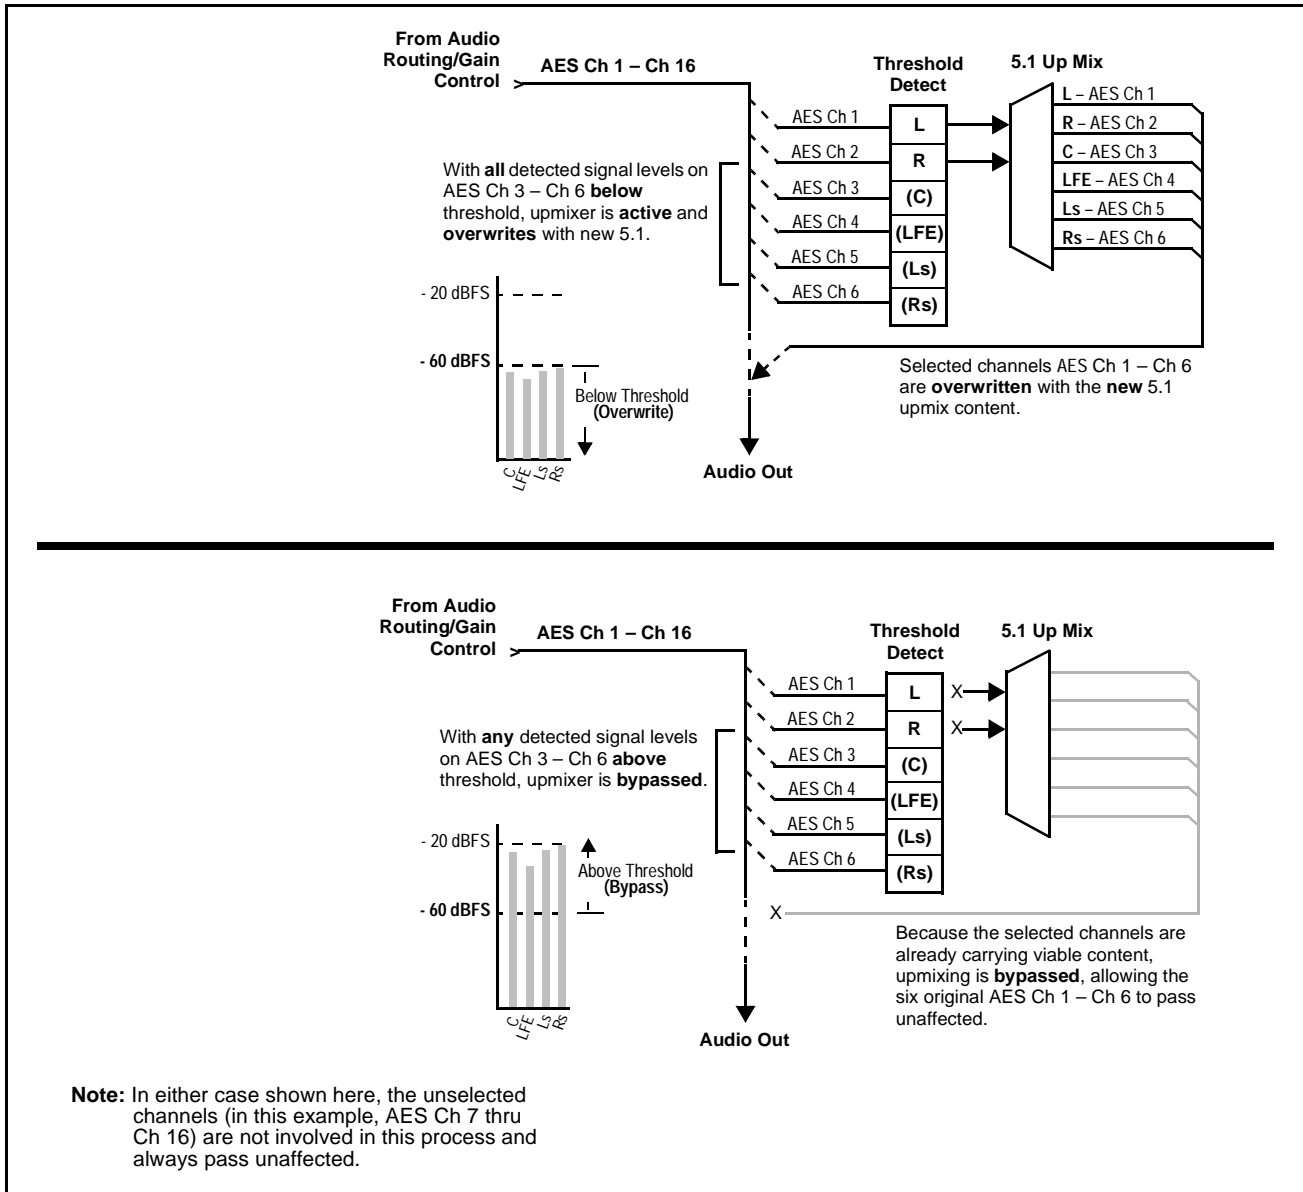 From Audio
Routing/Gain
Control
AES Ch 1 – Ch 16
Threshold
Detect
5.1 Up Mix
AES Ch 1
AES Ch 2
AES Ch 3
AES Ch 4
AES Ch 5
AES Ch 6
L
R
(C)
(LFE)
(Ls)
(Rs)
L – AES Ch 1
R – AES Ch 2
C – AES Ch 3
LFE – AES Ch 4
Ls – AES Ch 5
Rs – AES Ch 6
With all detected signal levels on
AES Ch 3 – Ch 6 below
threshold, upmixer is active and
overwrites with new 5.1.
- 20 dBFS
- 60 dBFS
Below Threshold
(Overwrite)
C
LFE
Ls
Rs
Selected channels AES Ch 1 – Ch 6
are overwritten with the new 5.1
upmix content.
Audio Out
From Audio
Routing/Gain
Control
AES Ch 1 – Ch 16
Threshold
Detect
5.1 Up Mix
AES Ch 1
AES Ch 2
AES Ch 3
AES Ch 4
AES Ch 5
AES Ch 6
L
R
(C)
(LFE)
(Ls)
(Rs)
X
X
With any detected signal levels
on AES Ch 3 – Ch 6 above
threshold, upmixer is bypassed.
- 20 dBFS
- 60 dBFS
Above Threshold
(Bypass)
C
LFE
Ls
Rs
X
Because the selected channels are
already carrying viable content,
upmixing is bypassed, allowing the
six original AES Ch 1 – Ch 6 to pass
unaffected.
Audio Out
Note: In either case shown here, the unselected
channels (in this example, AES Ch 7 thru
Ch 16) are not involved in this process and
always pass unaffected.